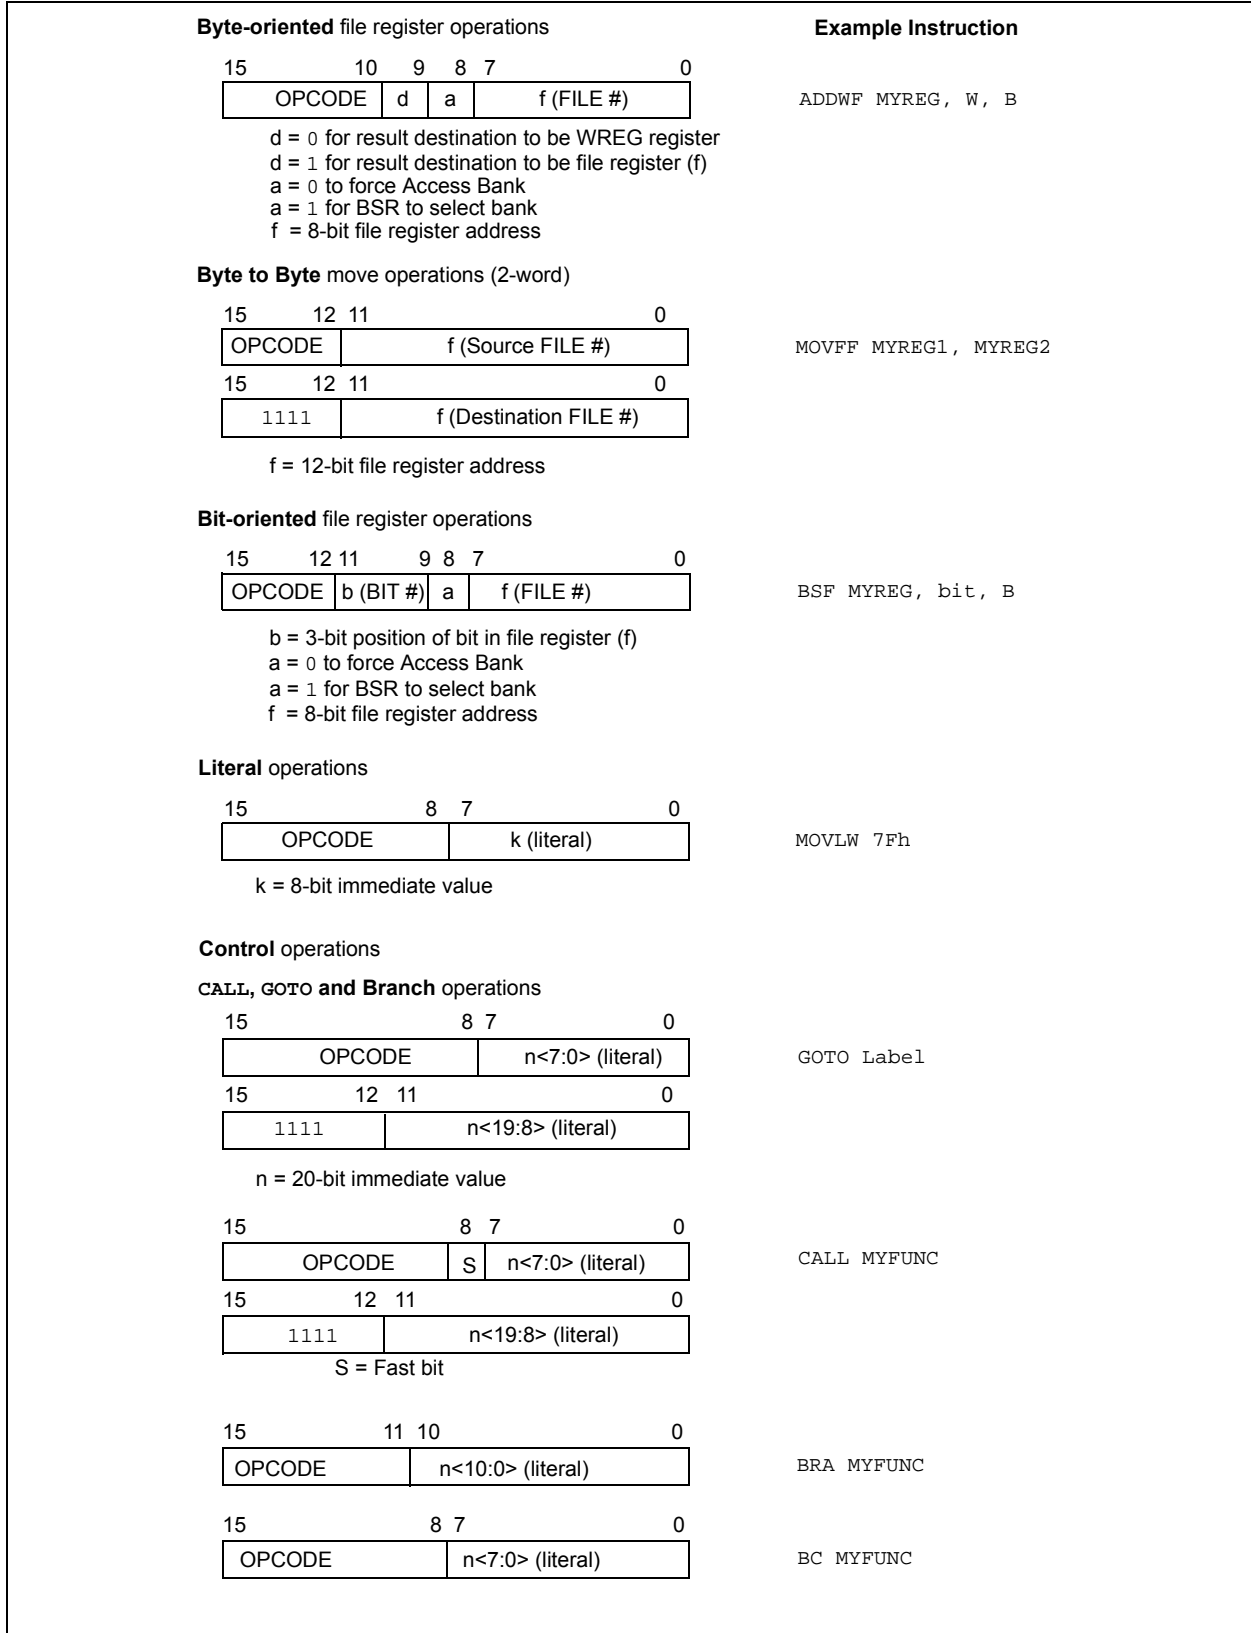 Byte-oriented file register operations Example Instruction
15 10 9 8 7 0
OPCODE d a f (FILE #) ADDWF MYREG, W, B
d = 0 for result destination to be WREG register
d = 1 for result destination to be file register (f)
a = 0 to force Access Bank
a = 1 for BSR to select bank
f = 8-bit file register address
Byte to Byte move operations (2-word)
15 12 11 0
OPCODE f (Source FILE #) MOVFF MYREG1, MYREG2
15 12 11 0
1111 f (Destination FILE #)
f = 12-bit file register address
Bit-oriented file register operations
15 12 11 9 8 7 0
OPCODE b (BIT #) a f (FILE #) BSF MYREG, bit, B
b = 3-bit position of bit in file register (f)
a = 0 to force Access Bank
a = 1 for BSR to select bank
f = 8-bit file register address
Literal operations
15 8 7 0
OPCODE k (literal) MOVLW 7Fh
k = 8-bit immediate value
Control operations
CALL, GOTO and Branch operations
15 8 7 0
OPCODE n<7:0> (literal) GOTO Label
15 12 11 0
1111 n<19:8> (literal)
n = 20-bit immediate value
15 8 7 0
OPCODE S n<7:0> (literal) CALL MYFUNC
15 12 11 0
1111 n<19:8> (literal)
S = Fast bit
15 11 10 0
OPCODE n<10:0> (literal) BRA MYFUNC
15 8 7 0
OPCODE n<7:0> (literal) BC MYFUNC